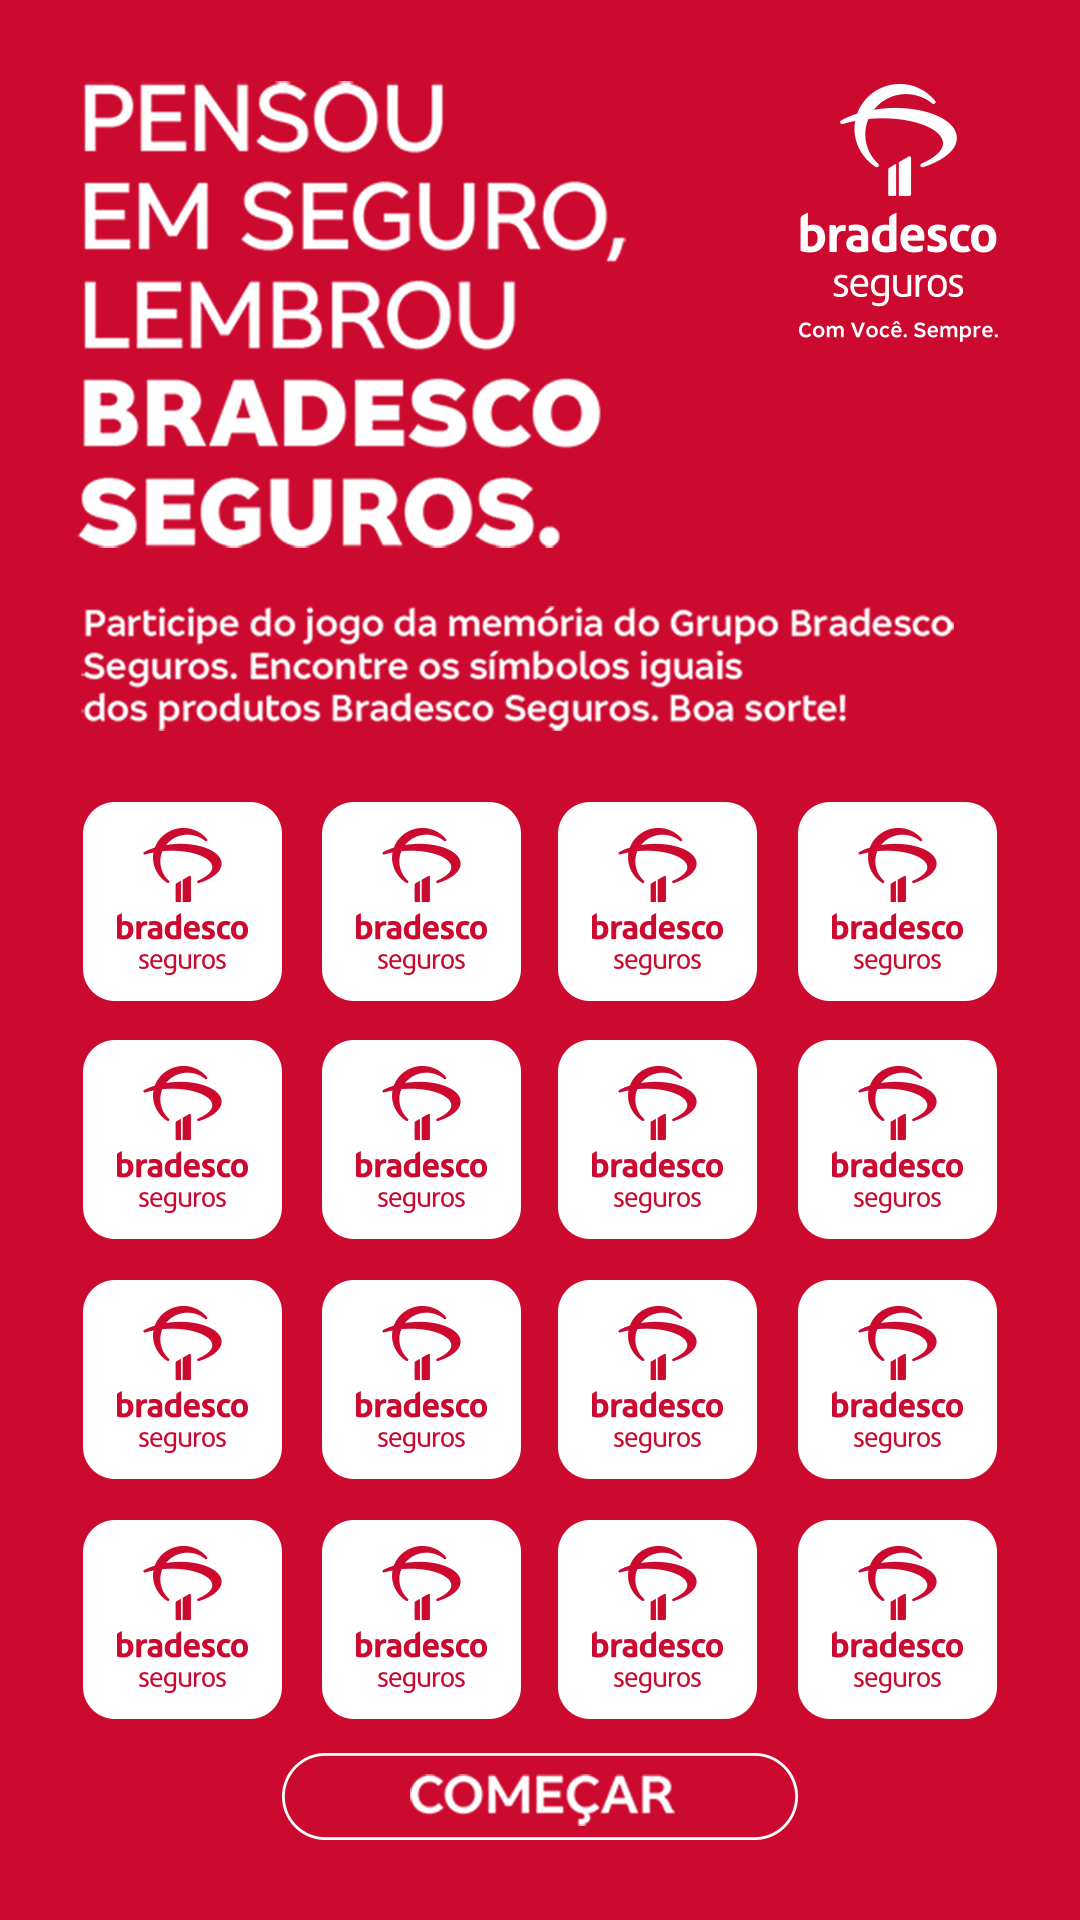 PENSOU
EM SEGURO,
LEMBROU
BRADESCO
SEGUROS.
bradesco
seguros
Com Você. Sempre.
Participe do jogo da memória do Grupo Bradesco
Seguros. Encontre os símbolos iguais
dos produtos Bradesco Seguros. Boa sorte!
bradesco bradesco bradesco bradesco
seguros seguros seguros seguros
bradesco bradesco bradesco bradesco
seguros seguros seguros seguros
bradesco bradesco bradesco bradesco
seguros seguros seguros seguros
bradesco bradesco bradesco bradesco
seguros seguros seguros seguros
COMEÇAR